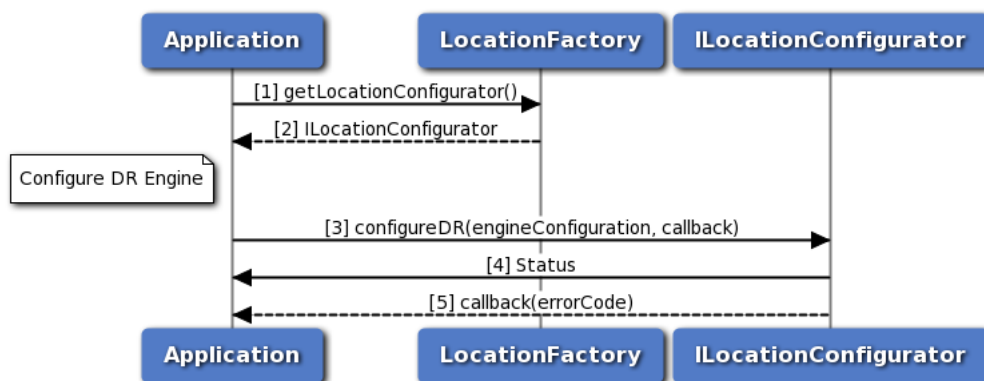 Application
LocationFactory
ILocationConfigurator
[1] getLocationConfigurator()
[2] ILocationConfigurator
Configure DR Engine
[3] configureDR(engineConfiguration, callback)
[4] Status
[5] callback(errorCode)
Application
LocationFactory
ILocationConfigurator